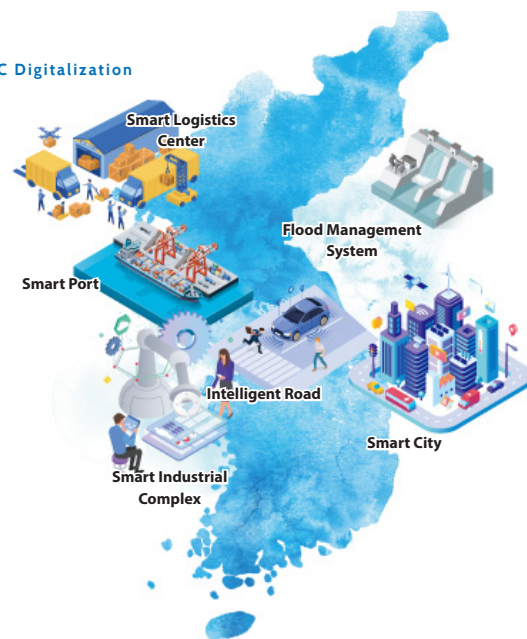 C Digitalization
Smart Logistics
Center
Flood Management
System
Smart Port
Intelligent Road
Smart City
Smart Industrial
Complex